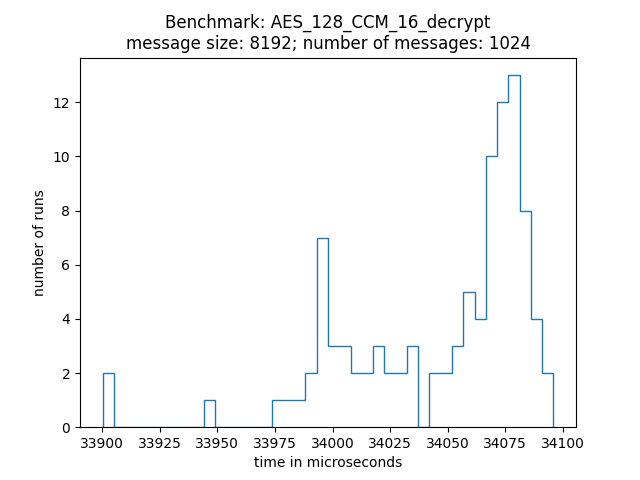 Benchmark: AES_128_CCM_16_decrypt
message size: 8192; number of messages: 1024
number of runs
12
10
8
6
4
2
0
33900 33925 33950 33975 34000 34025 34050 34075 34100
time in microseconds